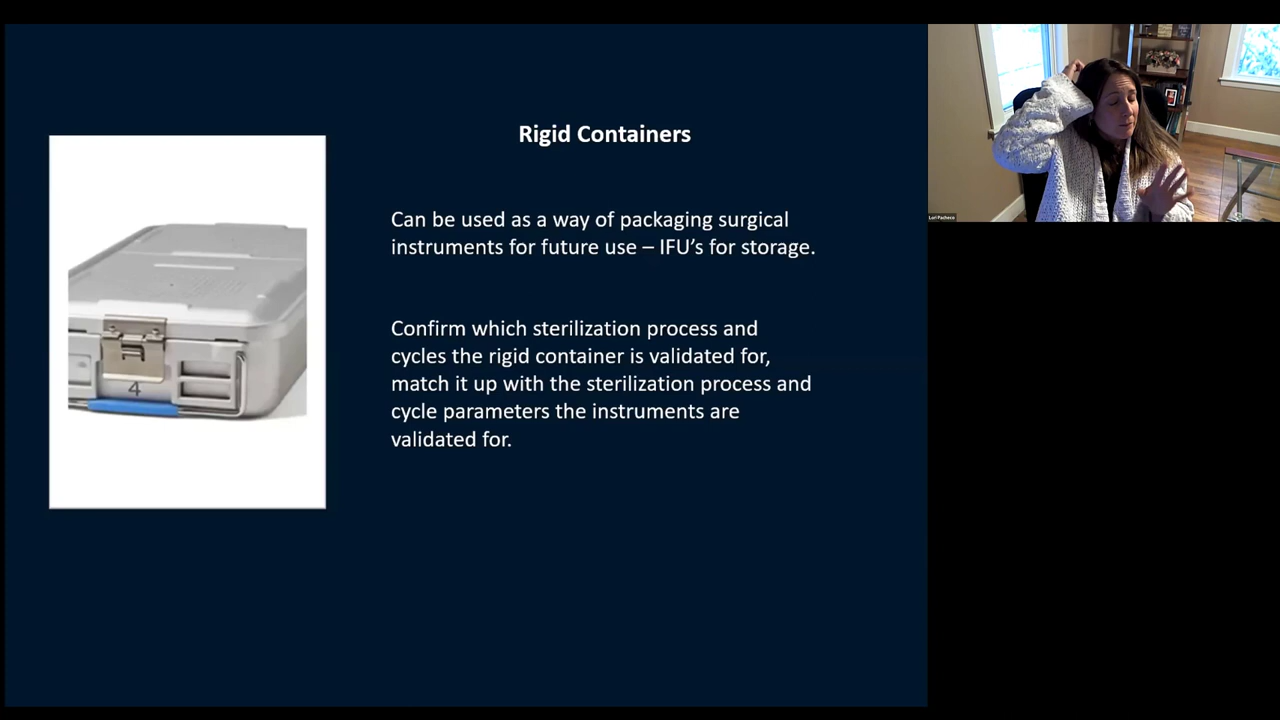 Rigid Containers
Can be used as a way of packaging surgical
instruments for future use – IFU’s for storage.
Confirm which sterilization process and
cycles the rigid container is validated for,
match it up with the sterilization process and
cycle parameters the instruments are
validated for.
4
Lori Pacheco